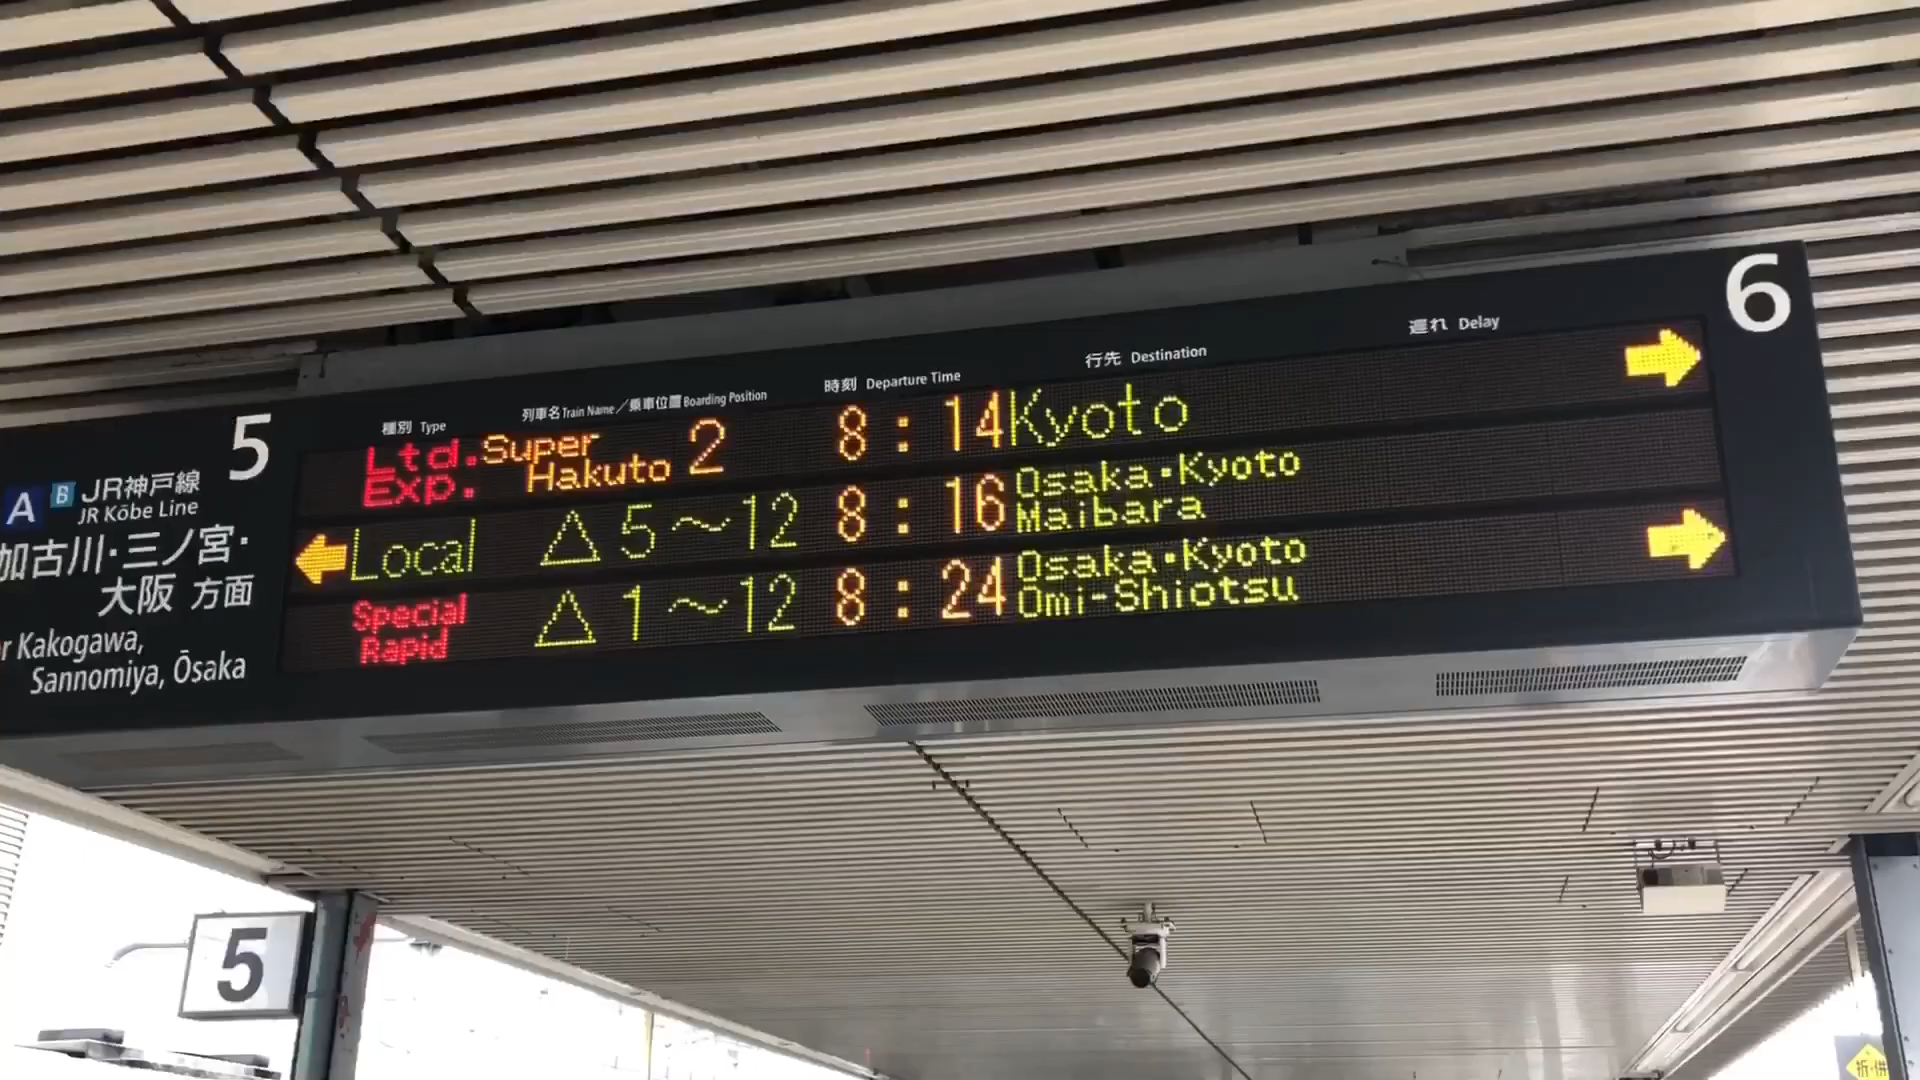 5
A B JR神戸線
JR Kōbe Line
加古川・三ノ宮・
大阪 方面
r Kakogawa,
Sannomiya, Ōsaka
種別 Type 列車名 Train Name／乗車位置 Boarding Position 時刻 Departure Time 行先 Destination 遅れ Delay
6
Ltd. Exp. Super Hakuto 2 8:14 Kyoto →
← Local △ 5～12 8:16 Osaka・Kyoto Maibara
Special Rapid △ 1～12 8:24 Osaka・Kyoto Omi-Shiotsu →
5
折・併